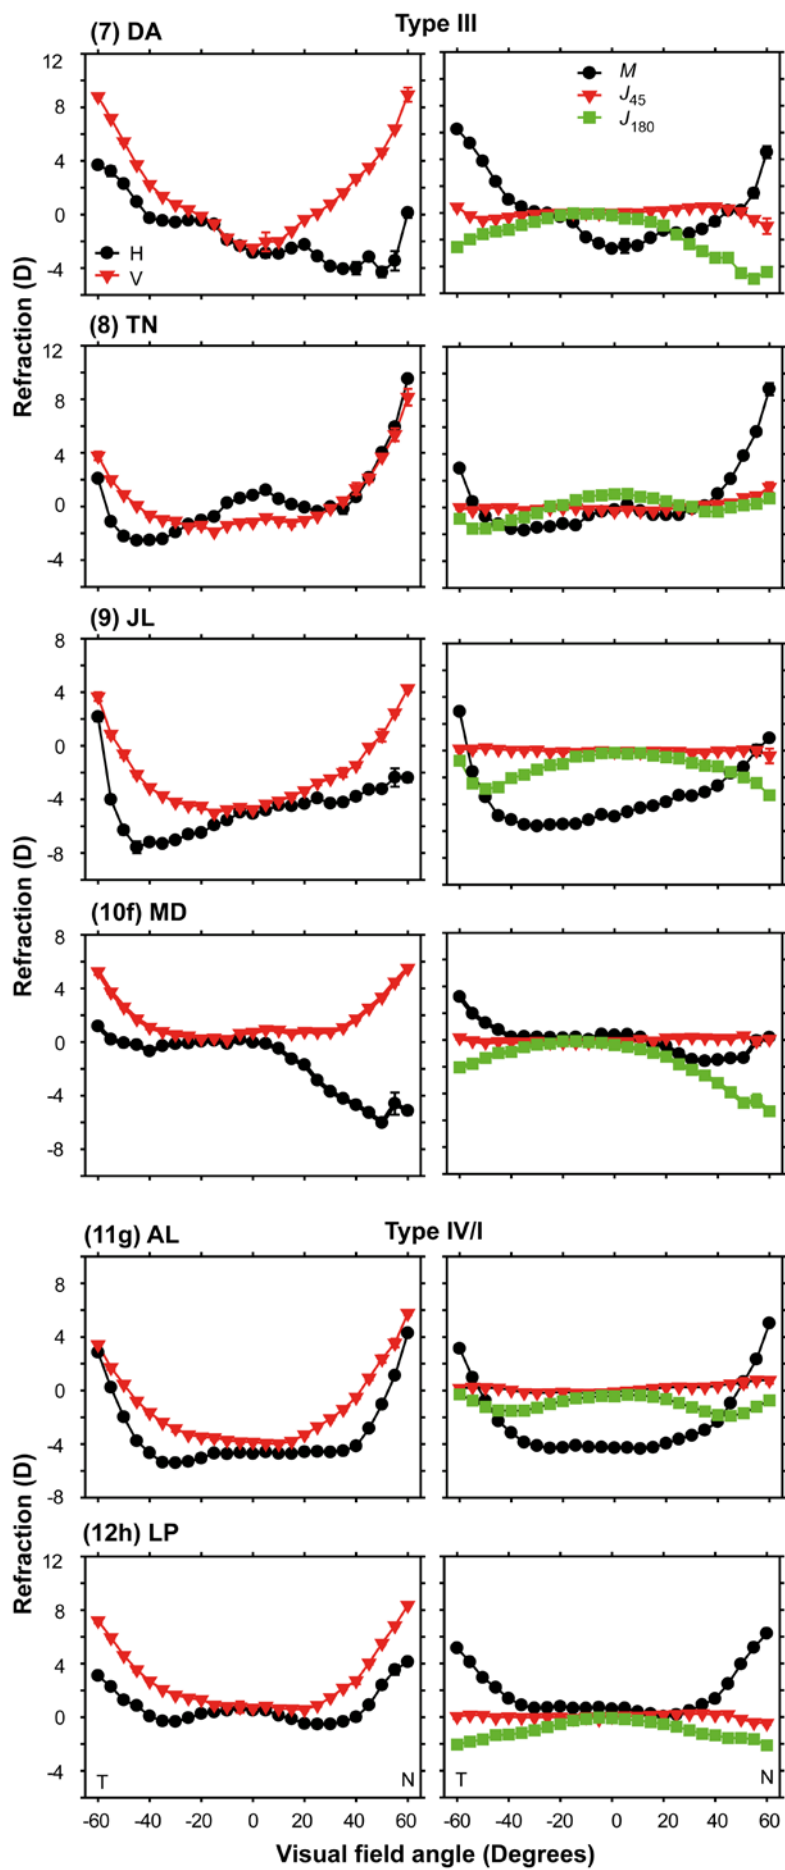 (7) DA
Type III
12
8
4
0
-4
H
V
M
J45
J180
Refraction (D)
(8) TN
12
8
4
0
-4
(9) JL
8
4
0
-4
-8
Refraction (D)
(10f) MD
8
4
0
-4
-8
(11g) AL
Type IV/I
8
4
0
-4
-8
Refraction (D)
(12h) LP
12
8
4
0
-4
T
N
T
N
-60 -40 -20 0 20 40 60
-60 -40 -20 0 20 40 60
Visual field angle (Degrees)